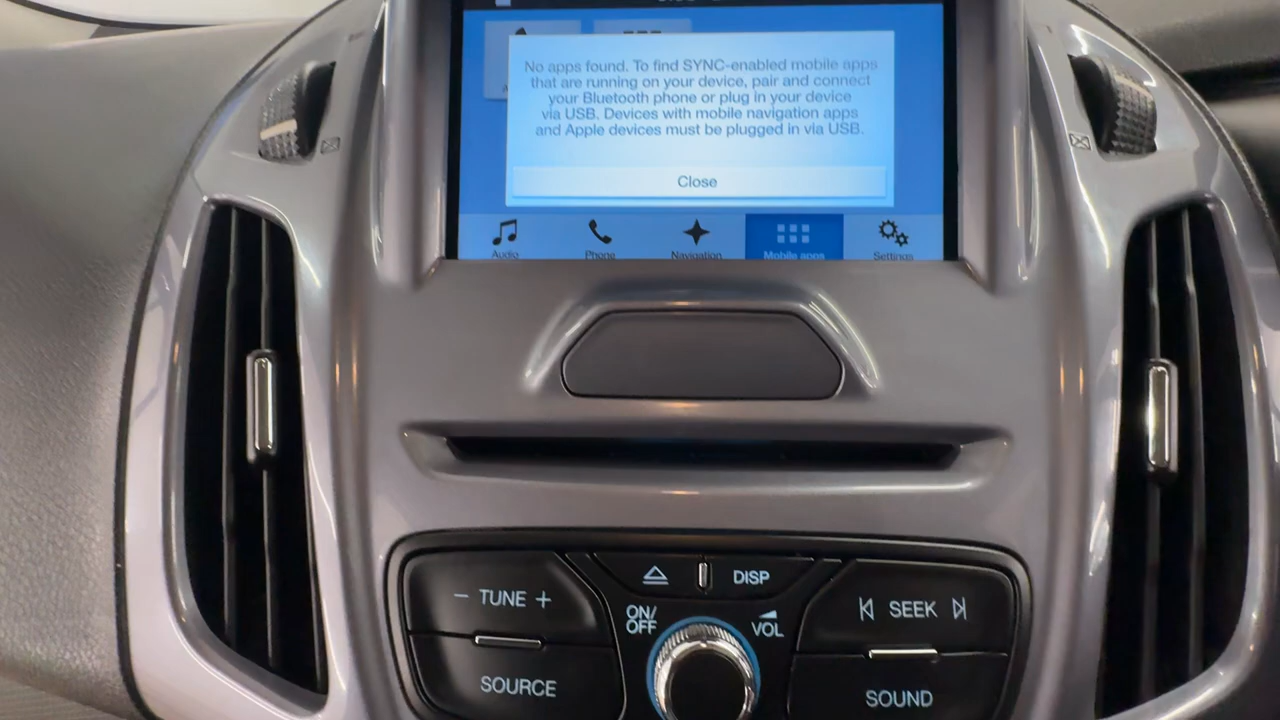 No apps found. To find SYNC-enabled mobile apps
that are running on your device, pair and connect
your Bluetooth phone or plug in your device
via USB. Devices with mobile navigation apps
and Apple devices must be plugged in via USB.
Close
Audio Phone Navigation Mobile apps Settings
DISP
− TUNE +
ON/
OFF
VOL
SEEK
SOURCE
SOUND